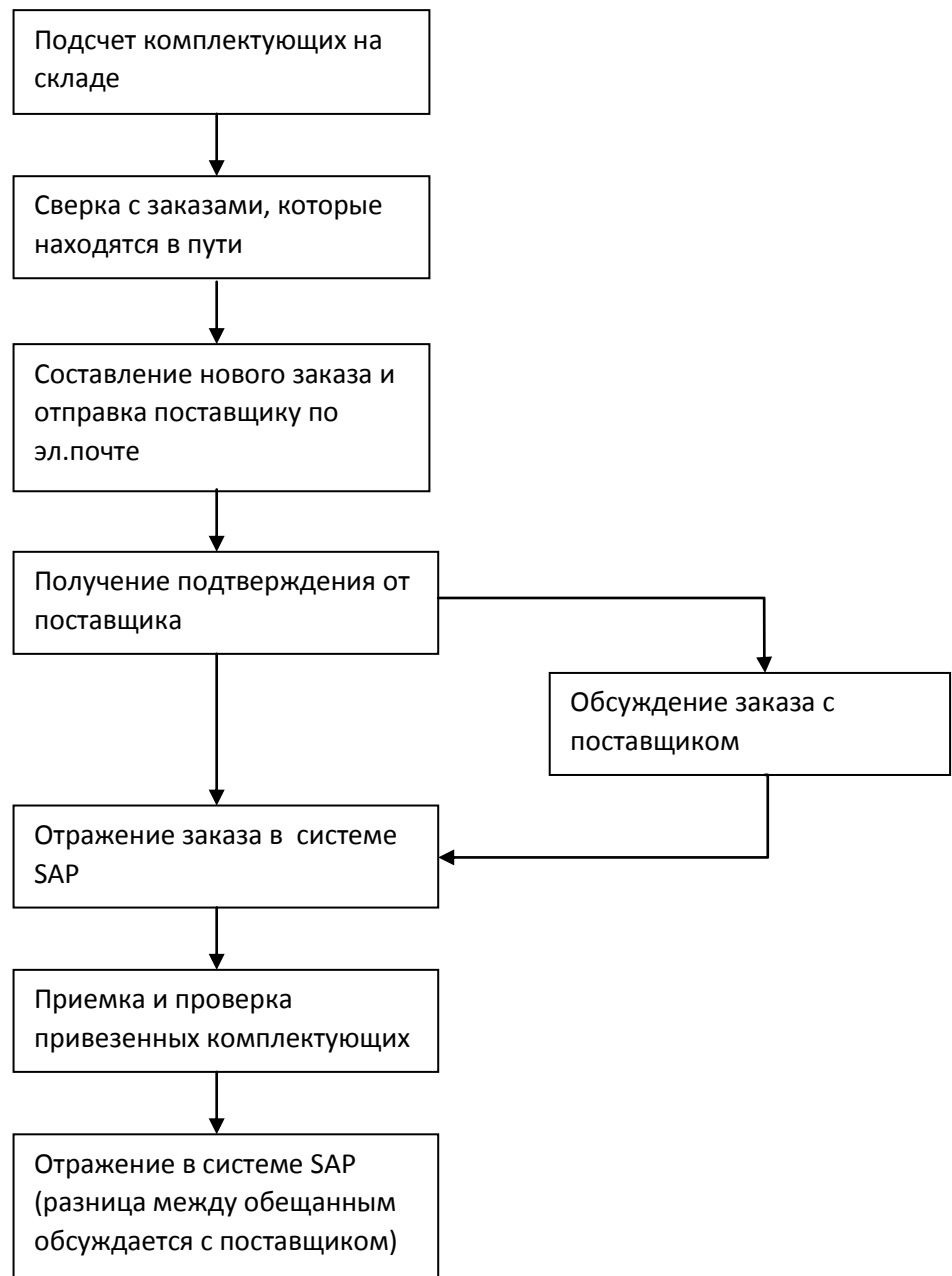 Подсчет комплектующих на
складе
Сверка с заказами, которые
находятся в пути
Составление нового заказа и
отправка поставщику по
эл.почте
Получение подтверждения от
поставщика
Обсуждение заказа с
поставщиком
Отражение заказа в системе
SAP
Приемка и проверка
привезенных комплектующих
Отражение в системе SAP
(разница между обещанным
обсуждается с поставщиком)